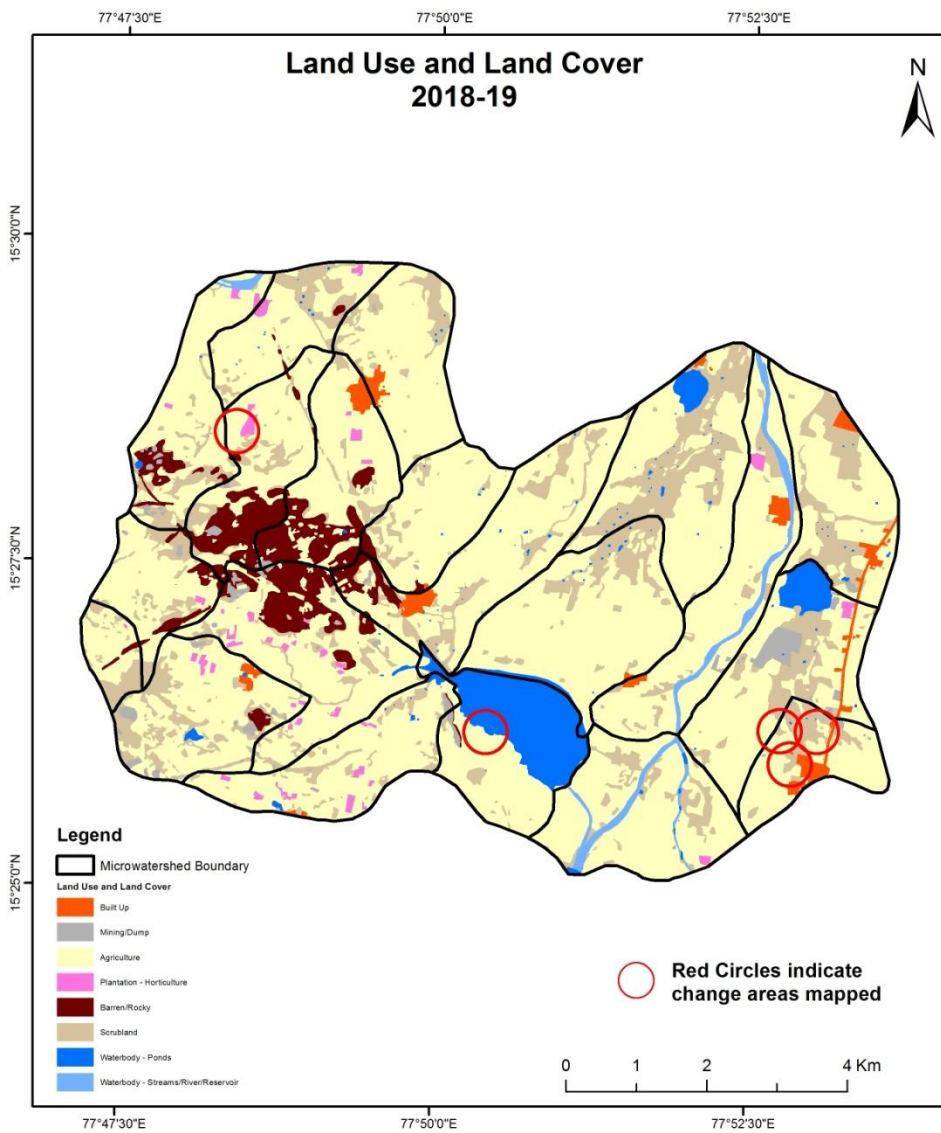 77°47'30"E
77°50'0"E
77°52'30"E
Land Use and Land Cover
2018-19
N
15°30'0"N
15°27'30"N
15°25'0"N
Legend
Microwatershed Boundary
Land Use and Land Cover
Built Up
Mining/Dump
Agriculture
Plantation - Horticulture
Barren/Rocky
Scrubland
Waterbody - Ponds
Waterbody - Streams/River/Reservoir
Red Circles indicate
change areas mapped
0 1 2 4 Km
77°47'30"E
77°50'0"E
77°52'30"E